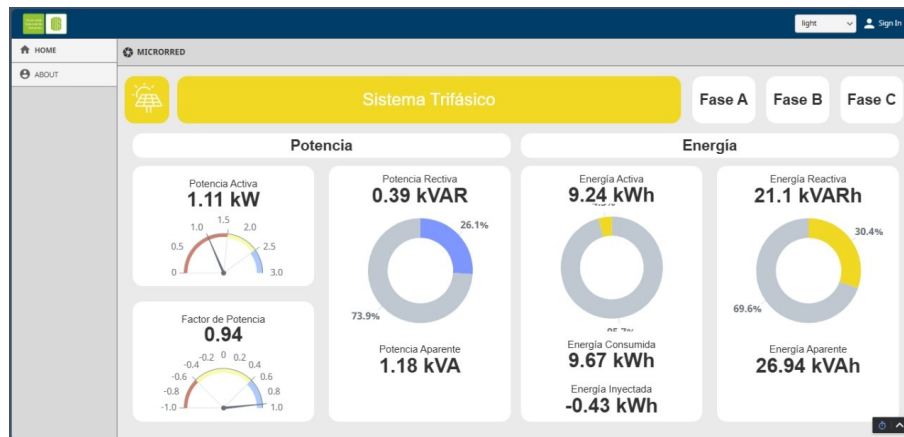 light
Sign In
HOME
MICRORRED
ABOUT
Sistema Trifásico
Fase A
Fase B
Fase C
Potencia
Energía
Potencia Activa
1.11 kW
0
0.5
1.0
1.5
2.0
2.5
3.0
Factor de Potencia
0.94
-1.0
-0.8
-0.6
-0.4
-0.2
0
0.2
0.4
0.6
0.8
1.0
Potencia Rectiva
0.39 kVAR
26.1%
73.9%
Potencia Aparente
1.18 kVA
Energía Activa
9.24 kWh
Energía Consumida
9.67 kWh
Energía Inyectada
-0.43 kWh
Energía Reactiva
21.1 kVARh
30.4%
69.6%
Energía Aparente
26.94 kVAh